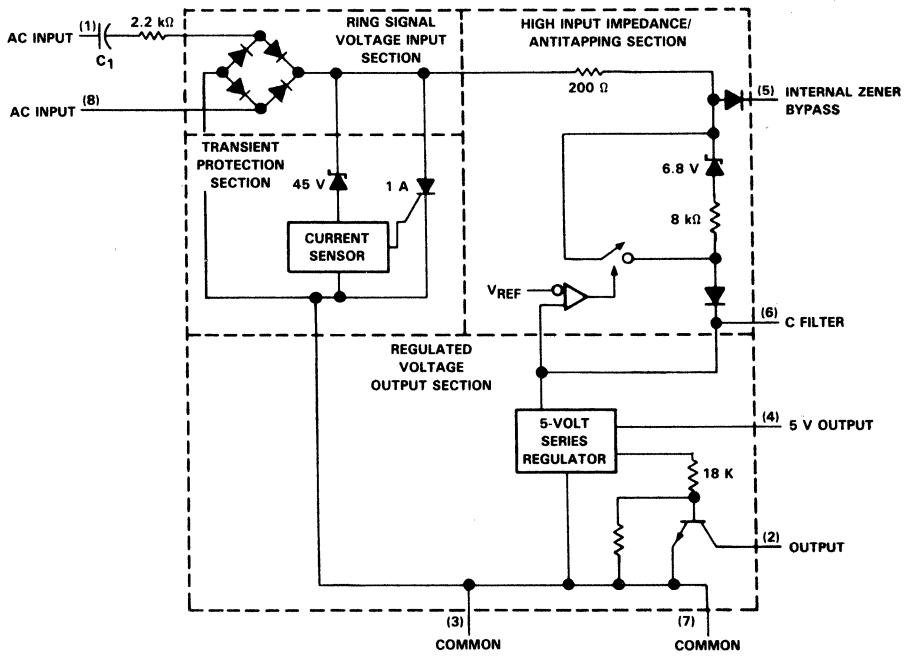 RING SIGNAL
VOLTAGE INPUT
SECTION
HIGH INPUT IMPEDANCE/
ANTITAPPING SECTION
AC INPUT
(1)
2.2 kΩ
C1
200 Ω
(5)
INTERNAL ZENER
BYPASS
AC INPUT
(8)
TRANSIENT
PROTECTION
SECTION
45 V
1 A
6.8 V
8 kΩ
CURRENT
SENSOR
VREF
(6)
C FILTER
REGULATED
VOLTAGE
OUTPUT SECTION
5-VOLT
SERIES
REGULATOR
(4)
5 V OUTPUT
18 K
(2)
OUTPUT
(3)
COMMON
(7)
COMMON